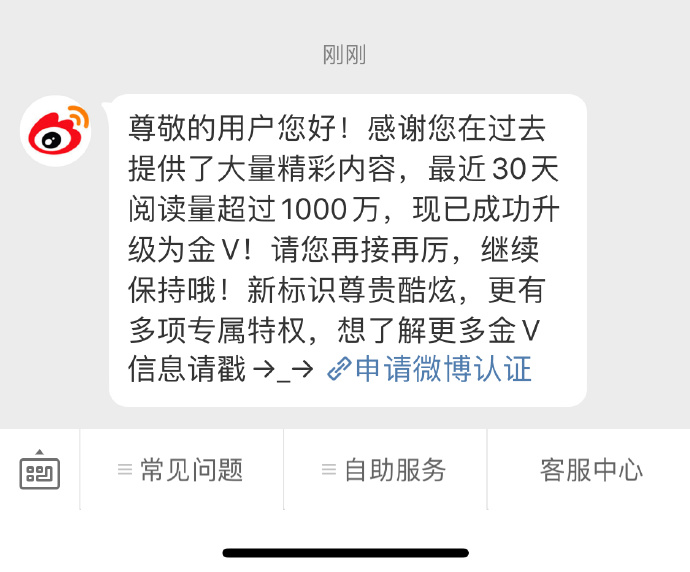 刚刚
尊敬的用户您好！感谢您在过去
提供了大量精彩内容，最近30天
阅读量超过1000万，现已成功升
级为金V！请您再接再厉，继续
保持哦！新标识尊贵酷炫，更有
多项专属特权，想了解更多金V
信息请戳→_→ 申请微博认证
常见问题
自助服务
客服中心